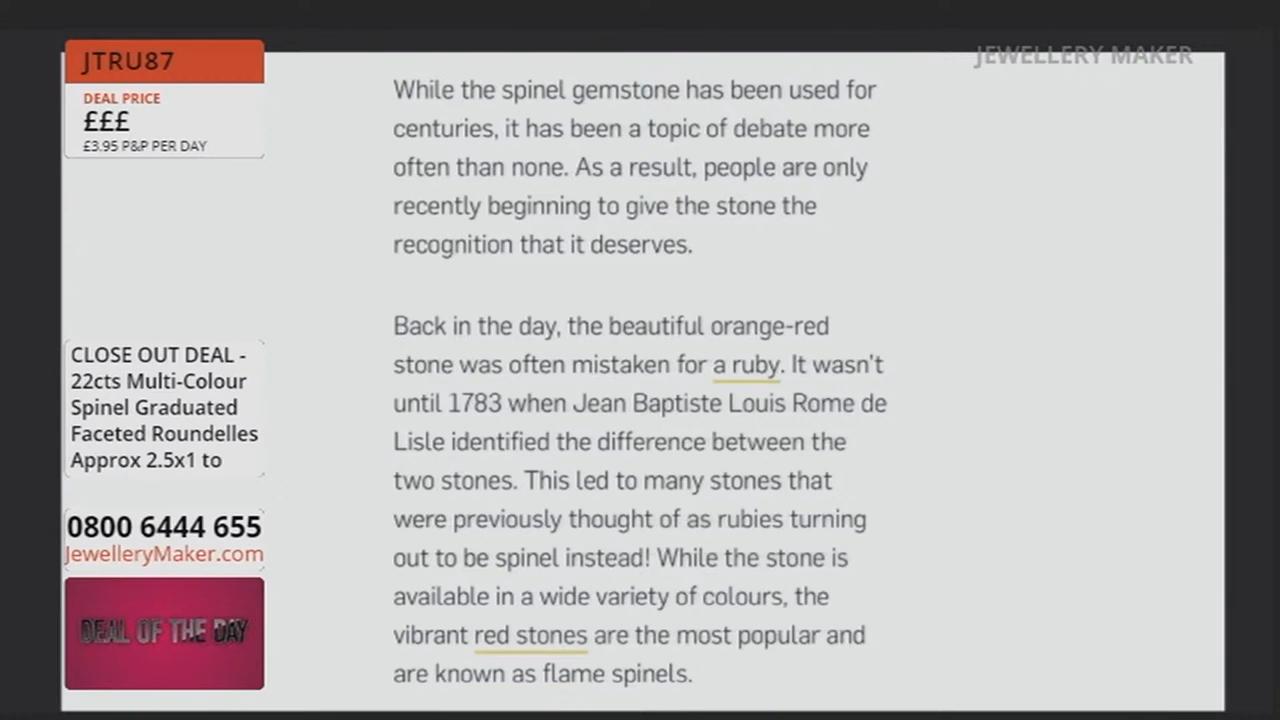 JTRU87
DEAL PRICE
£££
£3.95 P&P PER DAY
CLOSE OUT DEAL -
22cts Multi-Colour
Spinel Graduated
Faceted Roundelles
Approx 2.5x1 to
0800 6444 655
JewelleryMaker.com
DEAL OF THE DAY
JEWELLERY MAKER
While the spinel gemstone has been used for
centuries, it has been a topic of debate more
often than none. As a result, people are only
recently beginning to give the stone the
recognition that it deserves.
Back in the day, the beautiful orange-red
stone was often mistaken for a ruby. It wasn't
until 1783 when Jean Baptiste Louis Rome de
Lisle identified the difference between the
two stones. This led to many stones that
were previously thought of as rubies turning
out to be spinel instead! While the stone is
available in a wide variety of colours, the
vibrant red stones are the most popular and
are known as flame spinels.